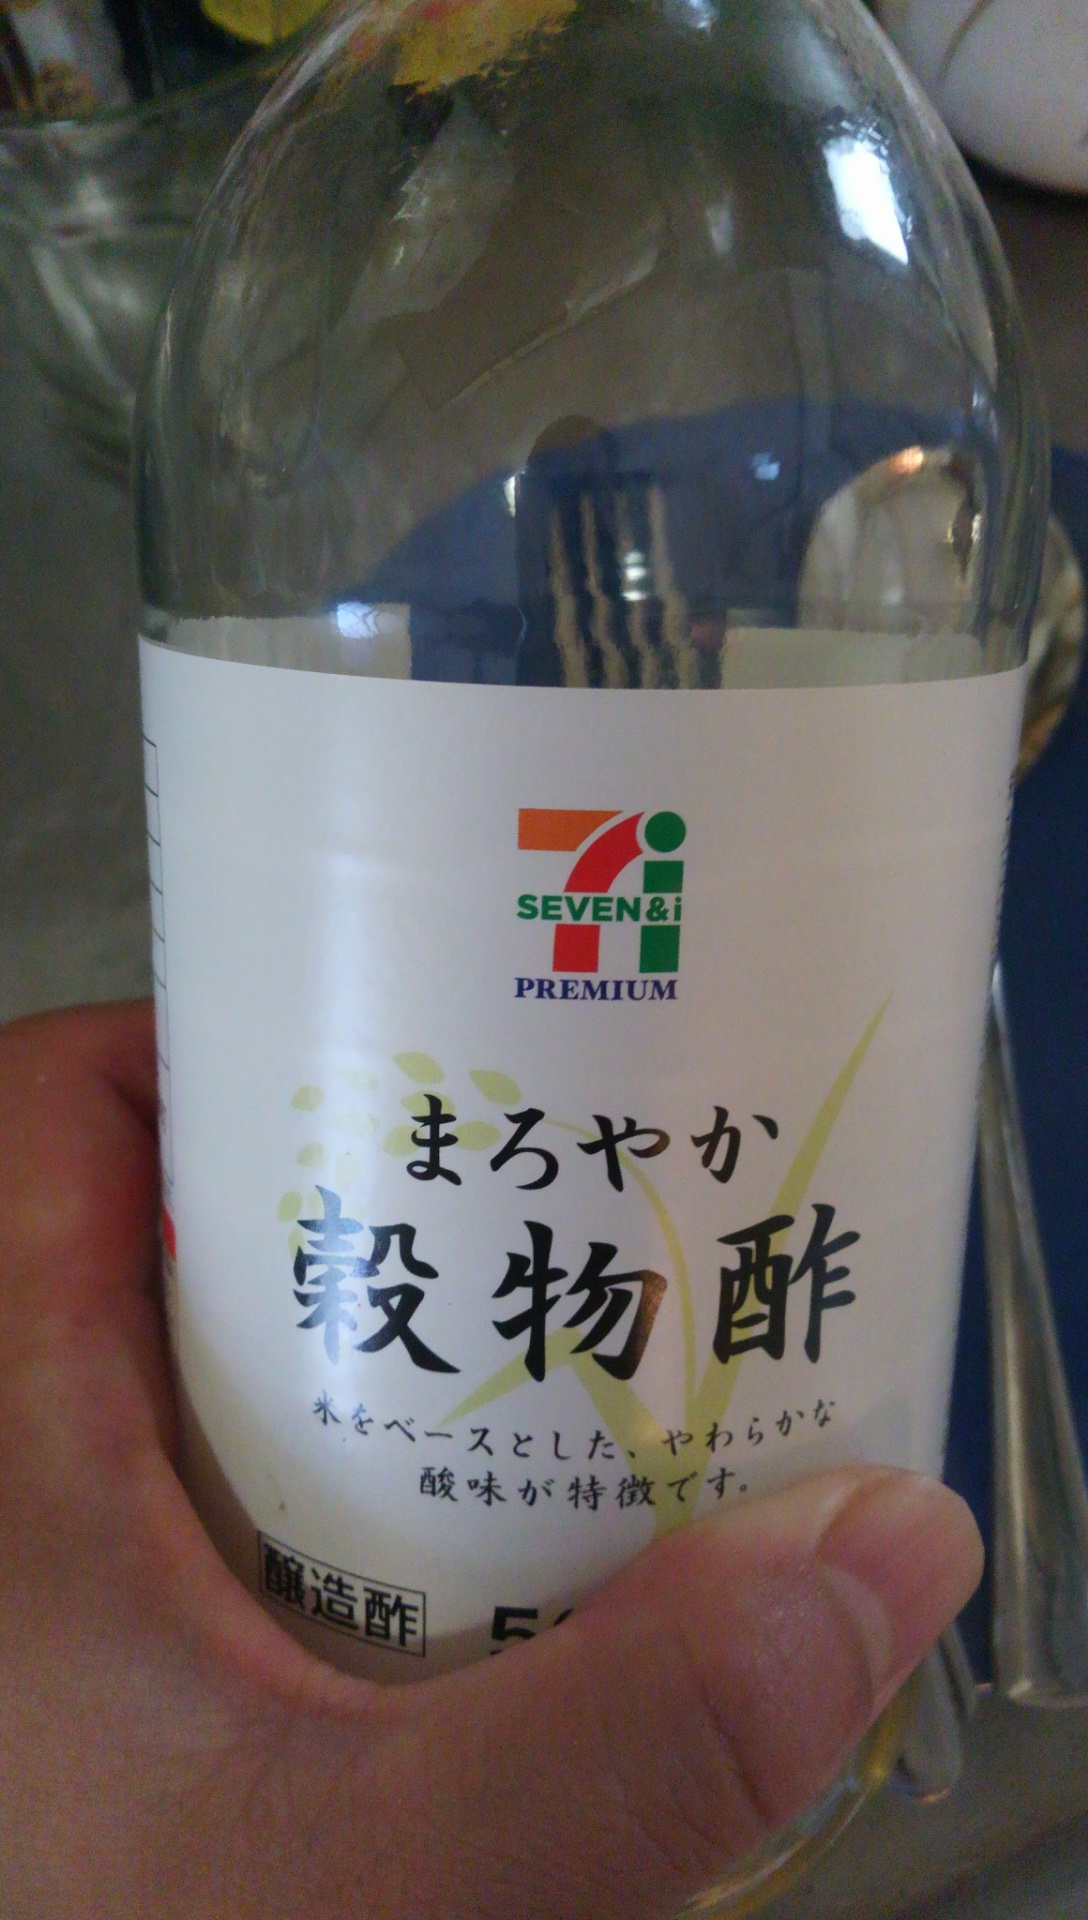 7i
SEVEN&i
PREMIUM
まろやか
穀物酢
米をベースとした、やわらかな
酸味が特徴です。
醸造酢